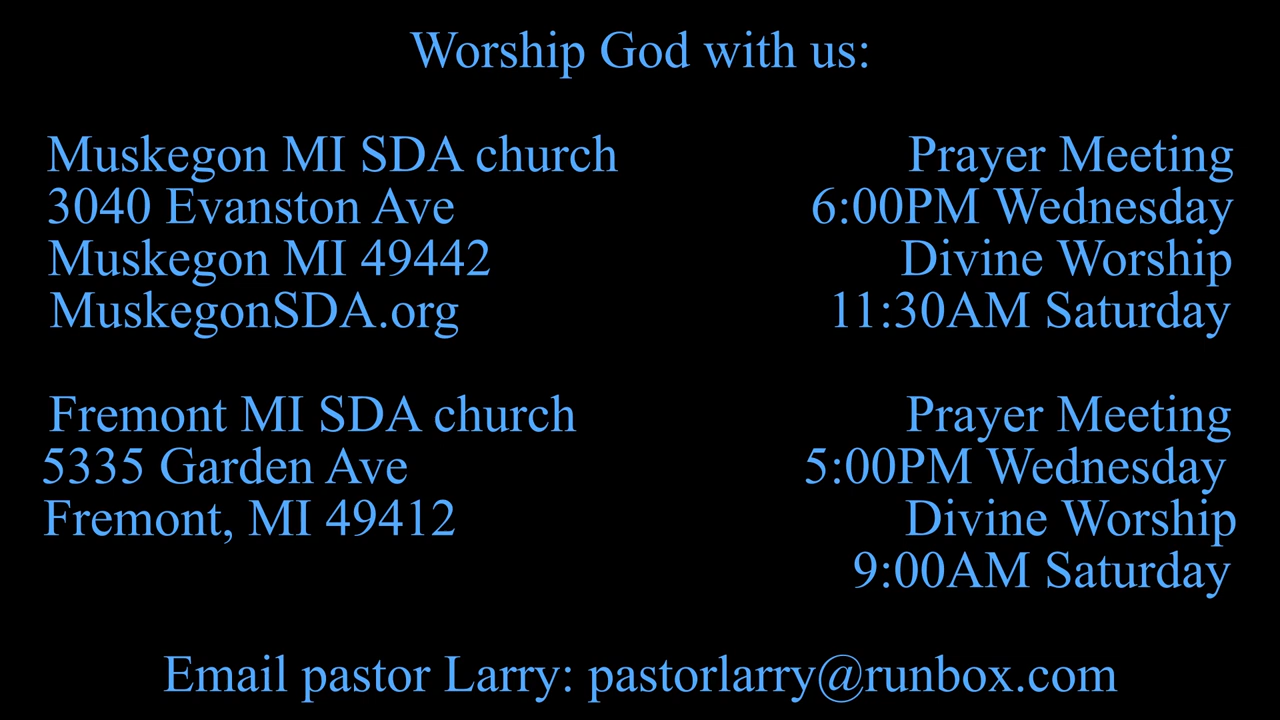 Worship God with us:
Muskegon MI SDA church
3040 Evanston Ave
Muskegon MI 49442
MuskegonSDA.org
Prayer Meeting
6:00PM Wednesday
Divine Worship
11:30AM Saturday
Fremont MI SDA church
5335 Garden Ave
Fremont, MI 49412
Prayer Meeting
5:00PM Wednesday
Divine Worship
9:00AM Saturday
Email pastor Larry: pastorlarry@runbox.com